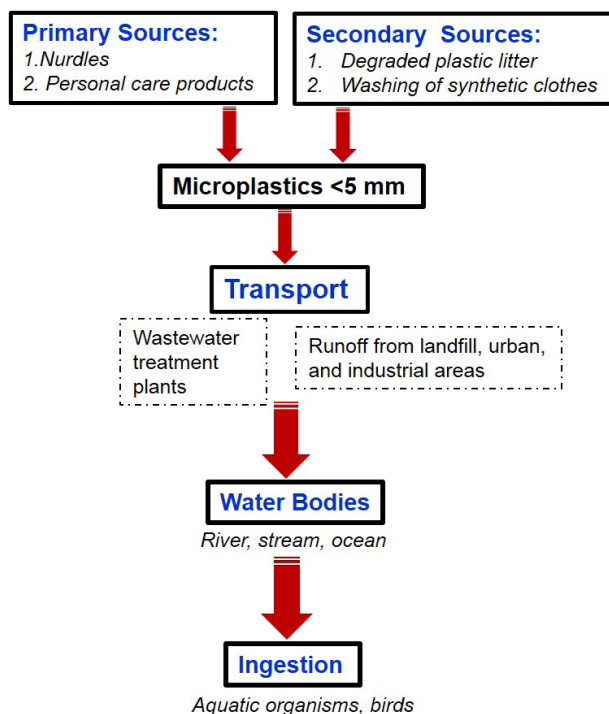 Primary Sources:
1.Nurdles
2. Personal care products
Secondary Sources:
1. Degraded plastic litter
2. Washing of synthetic clothes
Microplastics <5 mm
Transport
Wastewater
treatment
plants
Runoff from landfill, urban,
and industrial areas
Water Bodies
River, stream, ocean
Ingestion
Aquatic organisms, birds